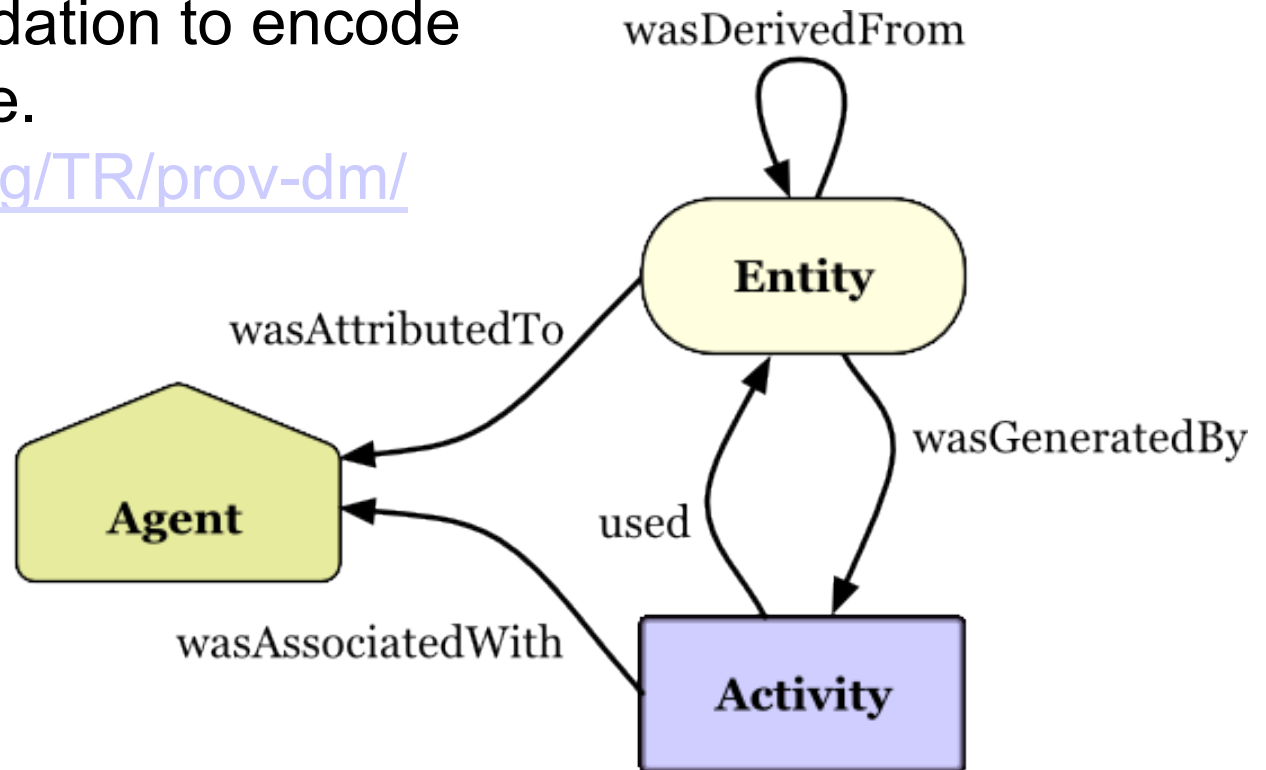 dation to encode
e.
g/TR/prov-dm/
wasDerivedFrom
Entity
wasAttributedTo
wasGeneratedBy
Agent
used
wasAssociatedWith
Activity